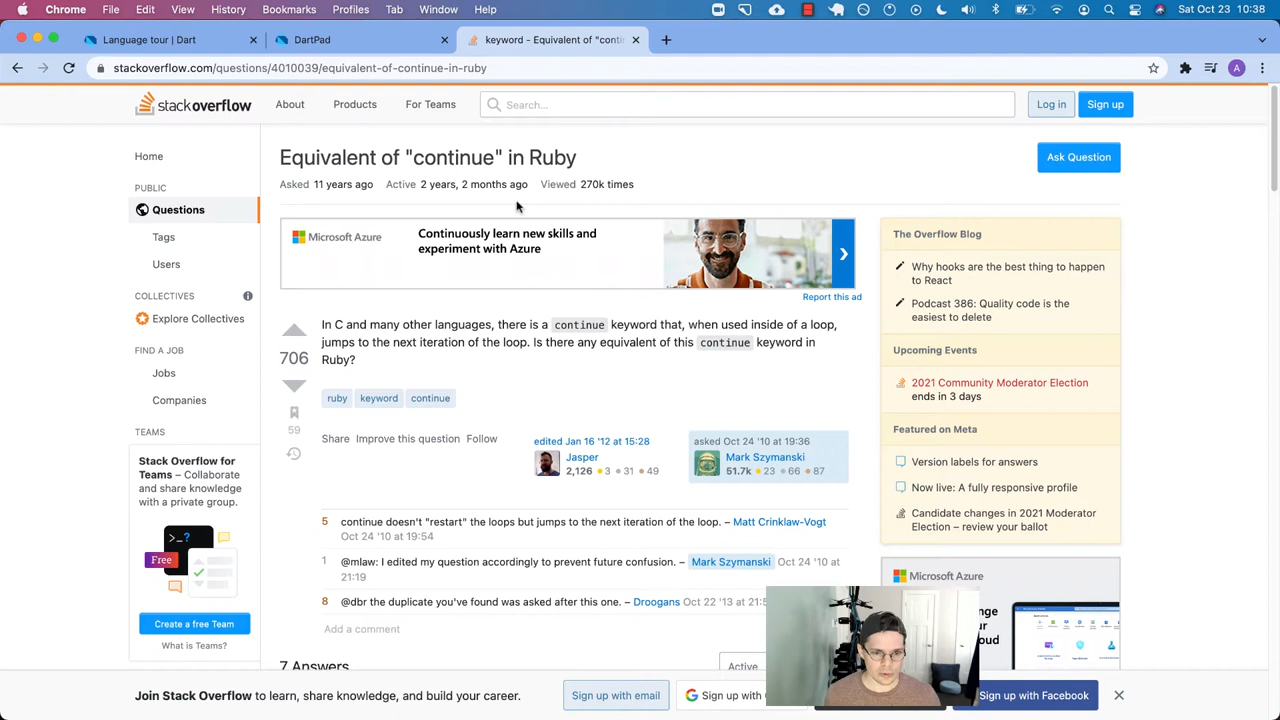 Chrome File Edit View History Bookmarks Profiles Tab Window Help
Sat Oct 23 10:38
Language tour | Dart
DartPad
keyword - Equivalent of "conti
stackoverflow.com/questions/4010039/equivalent-of-continue-in-ruby
A
stackoverflow
About Products For Teams
Search...
Log in Sign up
Home
PUBLIC
Questions
Tags
Users
COLLECTIVES
Explore Collectives
FIND A JOB
Jobs
Companies
TEAMS
Stack Overflow for
Teams – Collaborate
and share knowledge
with a private group.
>_?
Free
Create a free Team
What is Teams?
Equivalent of "continue" in Ruby
Ask Question
Asked 11 years ago Active 2 years, 2 months ago Viewed 270k times
Microsoft Azure
Continuously learn new skills and
experiment with Azure
Report this ad
706
59
In C and many other languages, there is a continue keyword that, when used inside of a loop,
jumps to the next iteration of the loop. Is there any equivalent of this continue keyword in
Ruby?
ruby keyword continue
Share Improve this question Follow
edited Jan 16 '12 at 15:28
Jasper
2,126 3 31 49
asked Oct 24 '10 at 19:36
Mark Szymanski
51.7k 23 66 87
3 continue doesn't "restart" the loops but jumps to the next iteration of the loop. – Matt Crinklaw-Vogt
Oct 24 '10 at 19:54
1 @mlaw: I edited my question accordingly to prevent future confusion. – Mark Szymanski Oct 24 '10 at
21:19
8 @dbr the duplicate you've found was asked after this one. – Droogans Oct 22 '13 at 21:5
Add a comment
7 Answers
Active
The Overflow Blog
Why hooks are the best thing to happen
to React
Podcast 386: Quality code is the
easiest to delete
Upcoming Events
2021 Community Moderator Election
ends in 3 days
Featured on Meta
Version labels for answers
Now live: A fully responsive profile
Candidate changes in 2021 Moderator
Election – review your ballot
Microsoft Azure
Join Stack Overflow to learn, share knowledge, and build your career.
Sign up with email
Sign up with
Sign up with Facebook